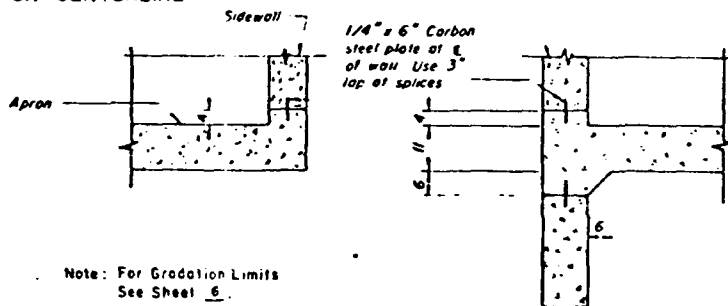 Sidewall
1/4" x 6" Carbon
steel plate at ℄
of wall Use 3"
lap at splices
Apron
4
4
11
6
6
Note: For Gradation Limits
See Sheet 6.